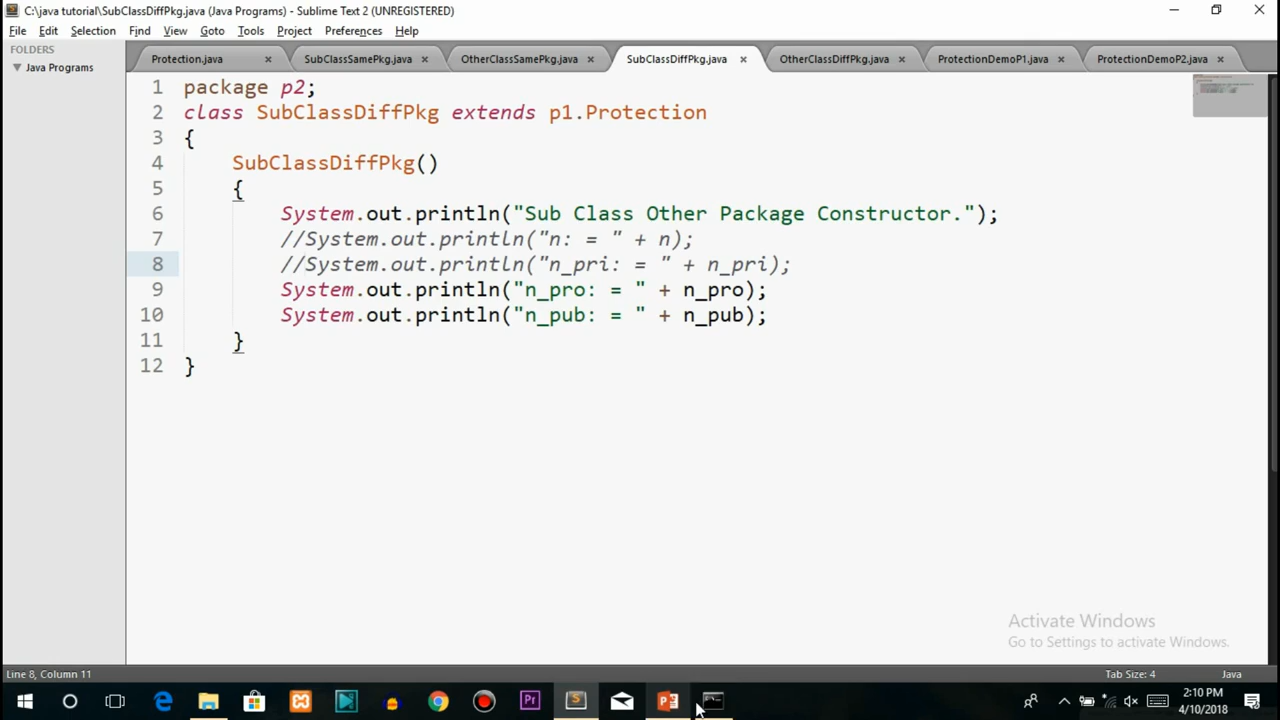 C:\java tutorial\SubClassDiffPkg.java (Java Programs) - Sublime Text 2 (UNREGISTERED)
File Edit Selection Find View Goto Tools Project Preferences Help
FOLDERS
Java Programs
Protection.java SubClassSamePkg.java OtherClassSamePkg.java SubClassDiffPkg.java OtherClassDiffPkg.java ProtectionDemoP1.java ProtectionDemoP2.java
1 package p2;
2 class SubClassDiffPkg extends p1.Protection
3 {
4 SubClassDiffPkg()
5 {
6 System.out.println("Sub Class Other Package Constructor.");
7 //System.out.println("n: = " + n);
8 //System.out.println("n_pri: = " + n_pri);
9 System.out.println("n_pro: = " + n_pro);
10 System.out.println("n_pub: = " + n_pub);
11 }
12 }
Activate Windows
Go to Settings to activate Windows.
Line 8, Column 11 Tab Size: 4 Java
2:10 PM
4/10/2018